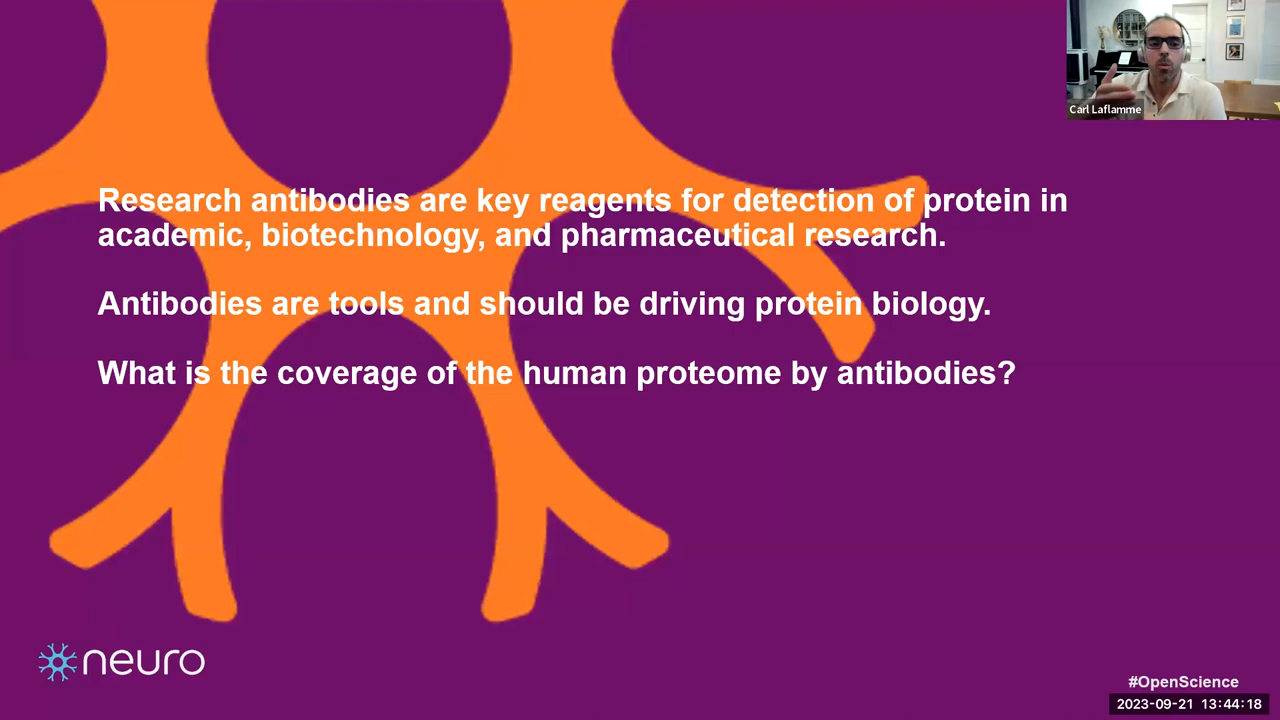 Carl Laflamme
Research antibodies are key reagents for detection of protein in
academic, biotechnology, and pharmaceutical research.
Antibodies are tools and should be driving protein biology.
What is the coverage of the human proteome by antibodies?
neuro
#OpenScience
2023-09-21 13:44:18